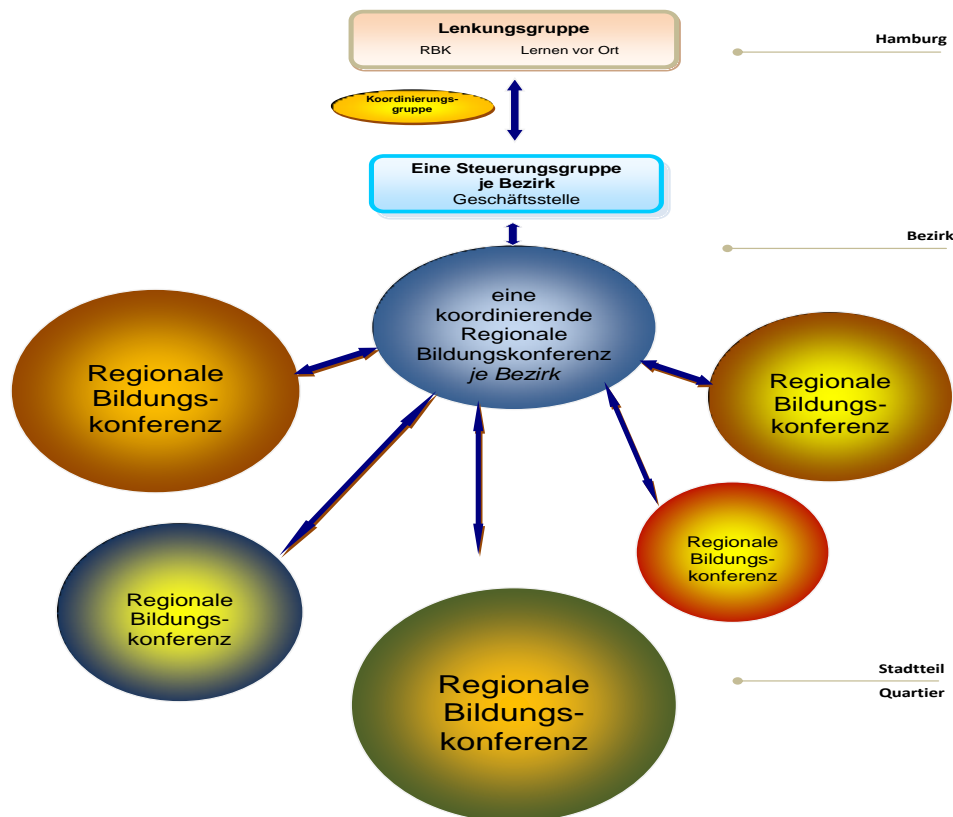 Lenkungsgruppe
RBK Lernen vor Ort
Hamburg
Koordinierungs-
gruppe
Eine Steuerungsgruppe
je Bezirk
Geschäftsstelle
Bezirk
eine
koordinierende
Regionale
Bildungskonferenz
je Bezirk
Regionale
Bildungs-
konferenz
Regionale
Bildungs-
konferenz
Regionale
Bildungs-
konferenz
Regionale
Bildungs-
konferenz
Regionale
Bildungs-
konferenz
Stadtteil
Quartier